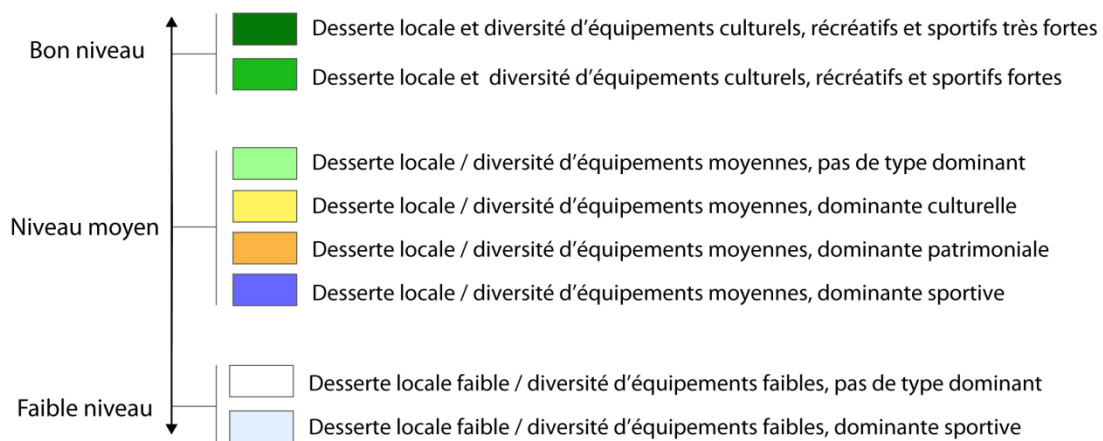 Bon niveau
Desserte locale et diversité d'équipements culturels, récréatifs et sportifs très fortes
Desserte locale et diversité d'équipements culturels, récréatifs et sportifs fortes
Niveau moyen
Desserte locale / diversité d'équipements moyennes, pas de type dominant
Desserte locale / diversité d'équipements moyennes, dominante culturelle
Desserte locale / diversité d'équipements moyennes, dominante patrimoniale
Desserte locale / diversité d'équipements moyennes, dominante sportive
Faible niveau
Desserte locale faible / diversité d'équipements faibles, pas de type dominant
Desserte locale faible / diversité d'équipements faibles, dominante sportive